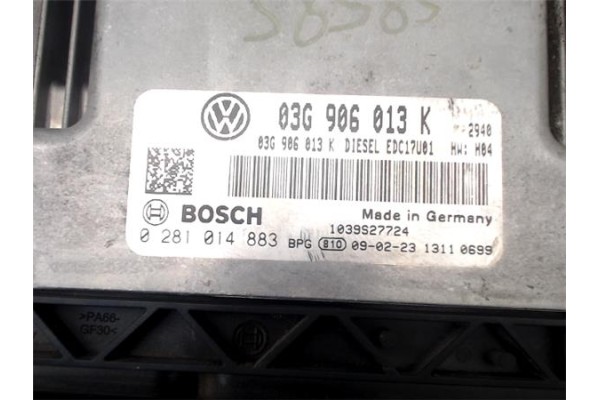 58585
03G 906 013 K
2940
03G 906 013 K DIESEL EDC17U01 HW: H04
BOSCH
Made in Germany
1039S27724
0 281 014 883 BPG 810 09-02-23 1311 0699
>PA66-
GF30<